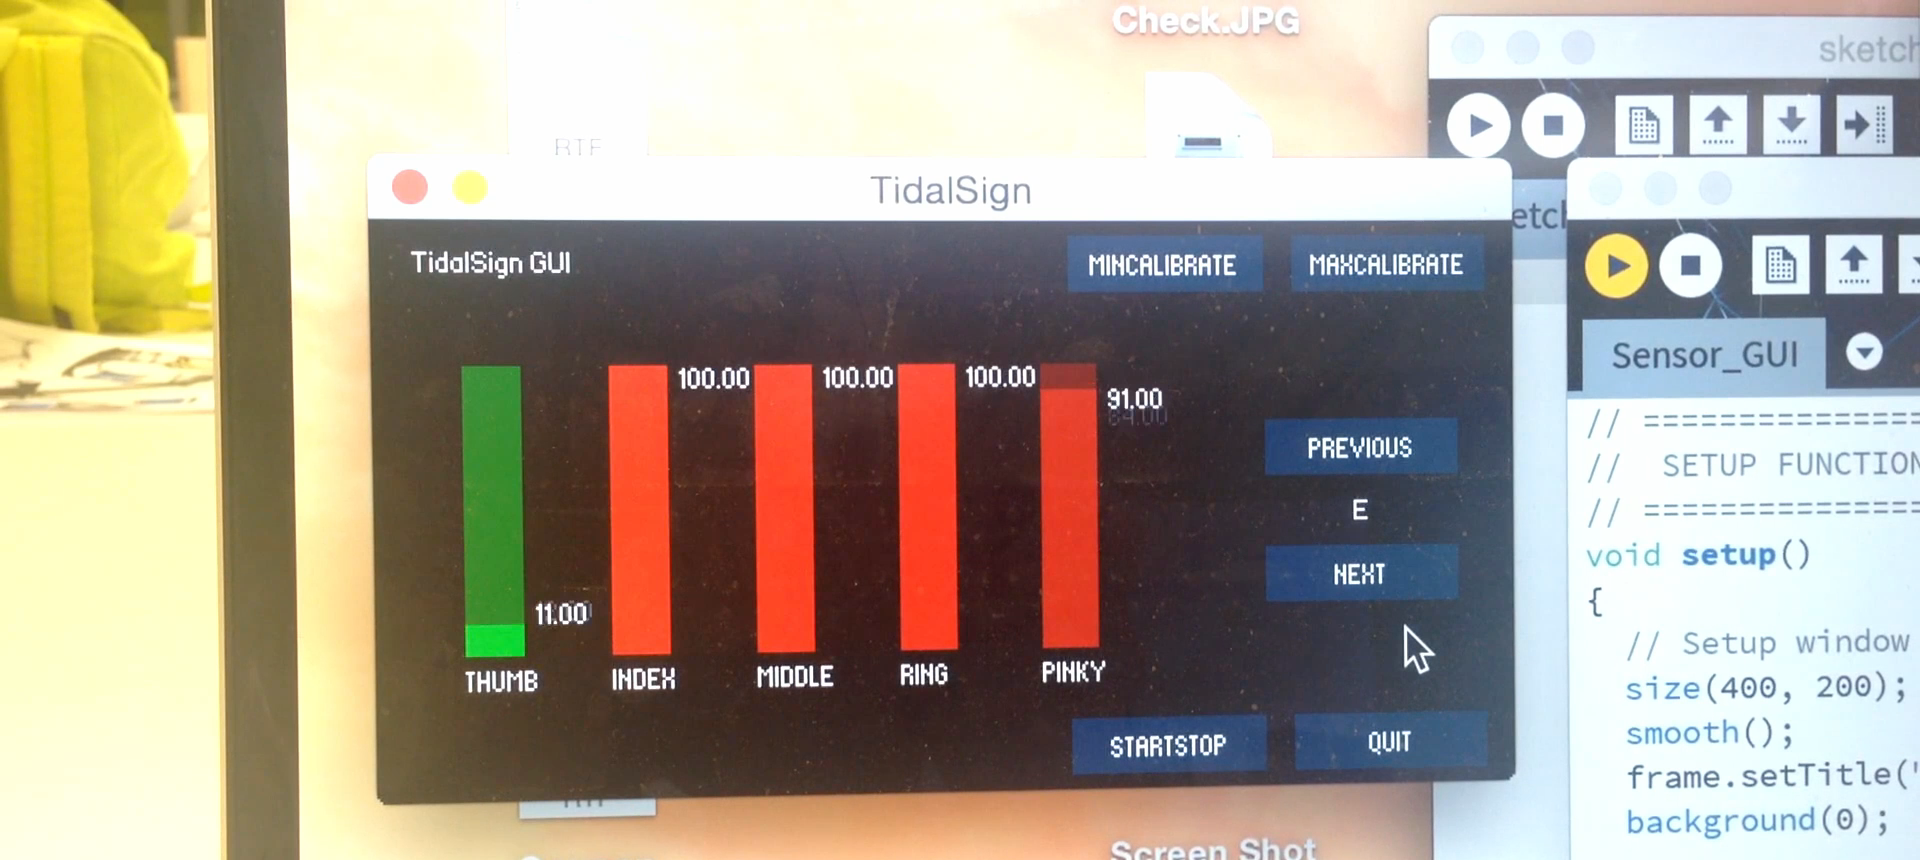 Check.JPG
RTF
sketch
TidalSign
etch
TidalSign GUI
MINCALIBRATE
MAXCALIBRATE
100.00
100.00
100.00
91.00
11.00
THUMB
INDEX
MIDDLE
RING
PINKY
PREVIOUS
E
NEXT
STARTSTOP
QUIT
Sensor_GUI
// ===============
// SETUP FUNCTION
// ===============
void setup()
{
// Setup window
size(400, 200);
smooth();
frame.setTitle("
background(0);
Screen Shot